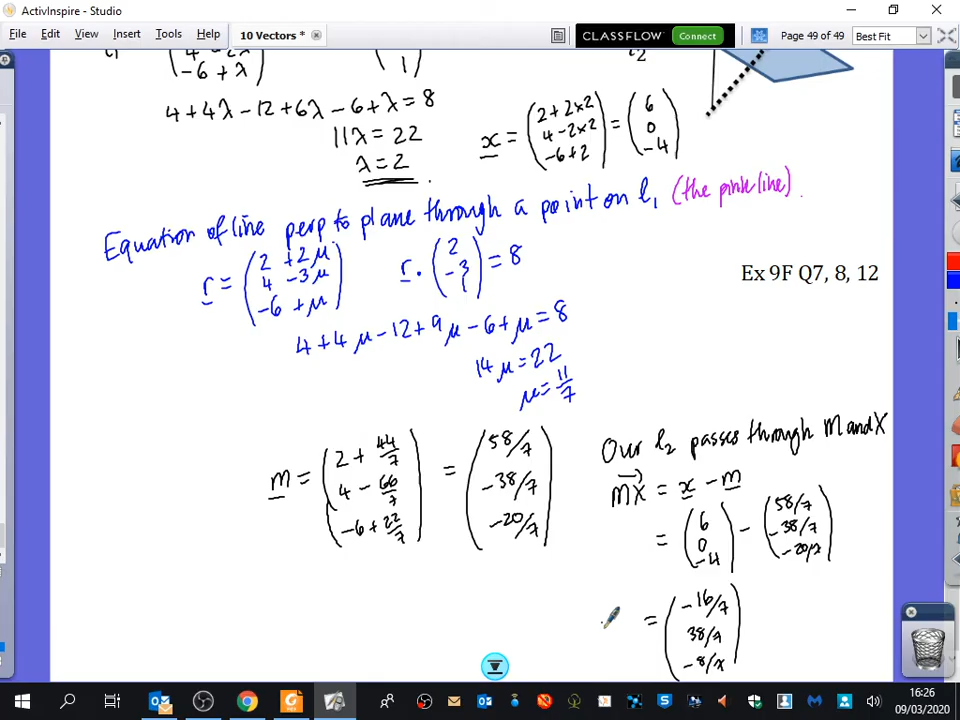 ActivInspire - Studio
File Edit View Insert Tools Help 10 Vectors * CLASSFLOW Connect Page 49 of 49 Best Fit
-6 + λ
1
l₂
4 + 4λ - 12 + 6λ - 6 + λ = 8
11λ = 22
λ = 2
x = (2 + 2×2, 4 - 2×2, -6 + 2) = (6, 0, -4)
Equation of line perp to plane through a point on l₁ (the pink line).
r = (2 + 2μ, 4 - 3μ, -6 + μ) r . (2, -3, 1) = 8
Ex 9F Q7, 8, 12
4 + 4μ - 12 + 9μ - 6 + μ = 8
14μ = 22
μ = 11/7
m = (2 + 44/7, 4 - 66/7, -6 + 22/7) = (58/7, -38/7, -20/7)
Our l₂ passes through M and X
MX = x - m
= (6, 0, -4) - (58/7, -38/7, -20/7)
= (-16/7, 38/7, -8/7)
16:26
09/03/2020